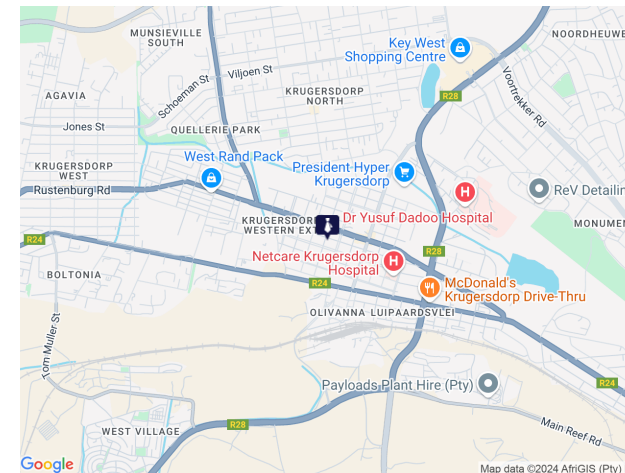 MUNSIEVILLE
SOUTH
Key West
Shopping Centre
NOORDHEUWE
Viljoen St
Schoeman St
Voortrekker Rd
AGAVIA
KRUGERSDORP
NORTH
R28
Jones St
QUELLERIE PARK
West Rand Pack
President Hyper
Krugersdorp
KRUGERSDORP
WEST
Rustenburg Rd
ReV Detailin
Dr Yusuf Dadoo Hospital
KRUGERSDOR
WESTERN EXT
MONUMEN
R24
Netcare Krugersdorp
Hospital
R28
BOLTONIA
R24
McDonald's
Krugersdorp Drive-Thru
OLIVANNA
LUIPAARDSVLEI
Tom Muller St
Payloads Plant Hire (Pty)
R24
R28
Main Reef Rd
WEST VILLAGE
Google
Map data ©2024 AfriGIS (Pty)